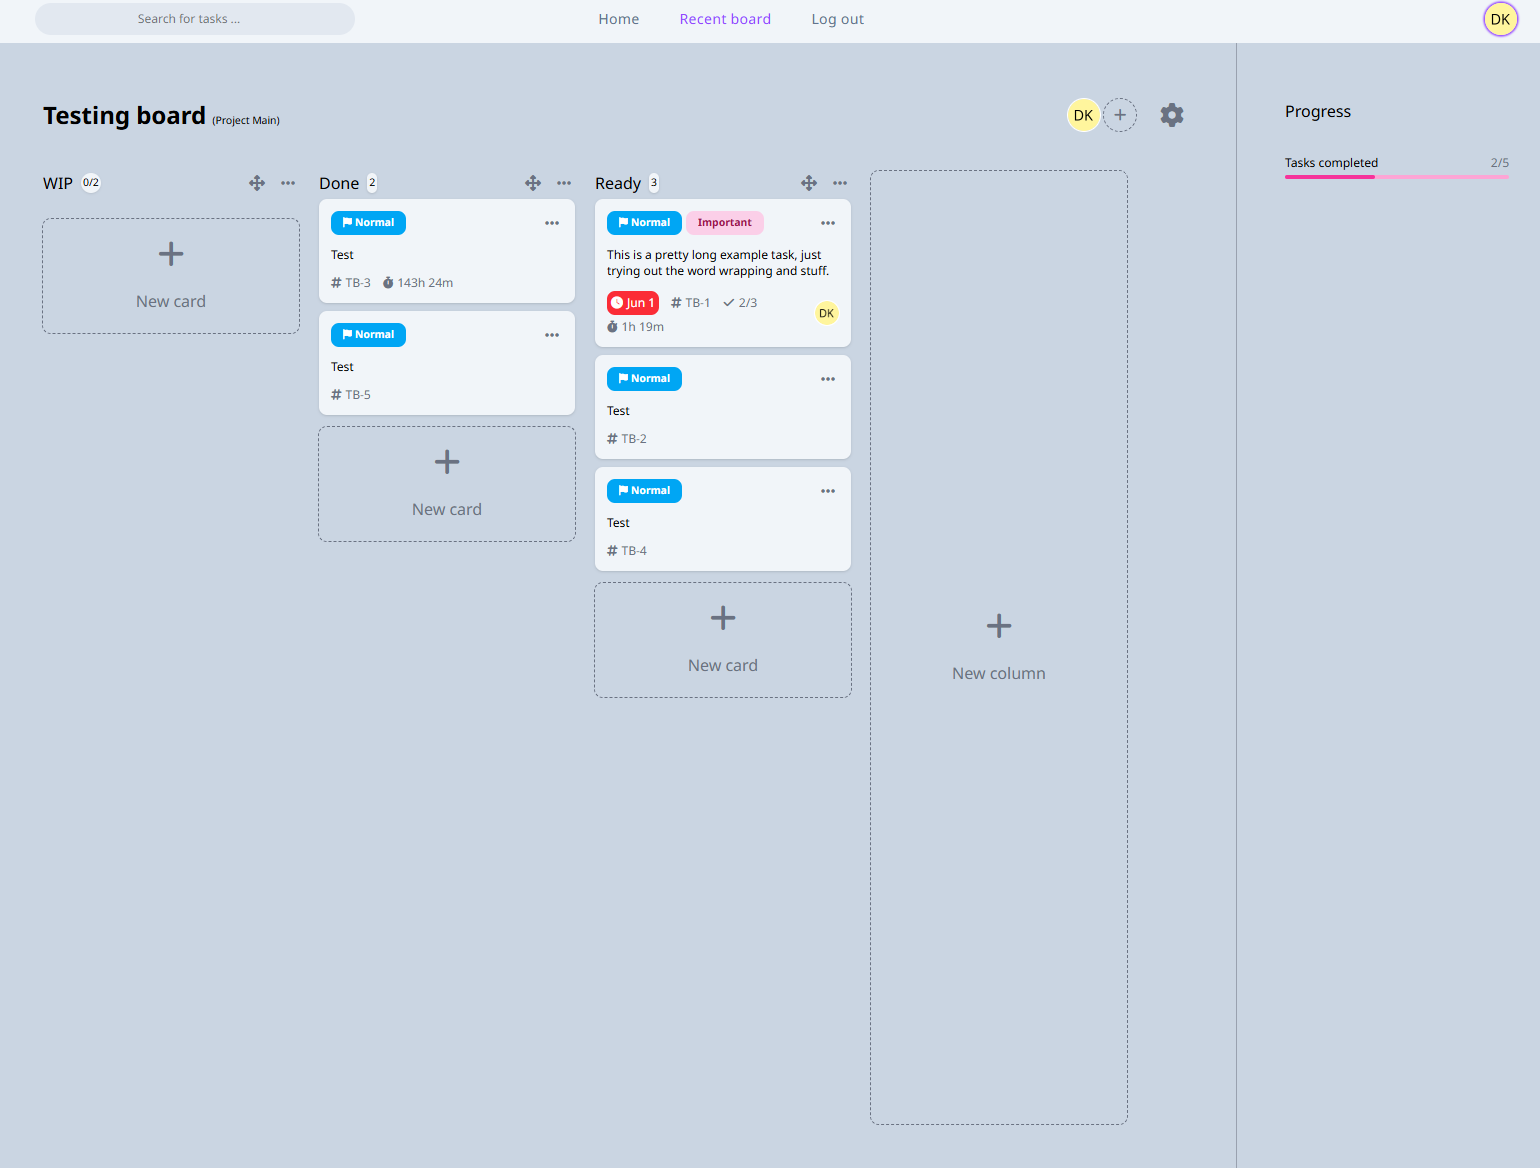 Search for tasks ...
Home
Recent board
Log out
DK
Testing board (Project Main)
DK
Progress
Tasks completed 2/5
WIP 0/2
New card
Done 2
Normal
Test
TB-3 143h 24m
Normal
Test
TB-5
New card
Ready 3
Normal Important
This is a pretty long example task, just
trying out the word wrapping and stuff.
Jun 1 TB-1 2/3
DK
1h 19m
Normal
Test
TB-2
Normal
Test
TB-4
New card
New column